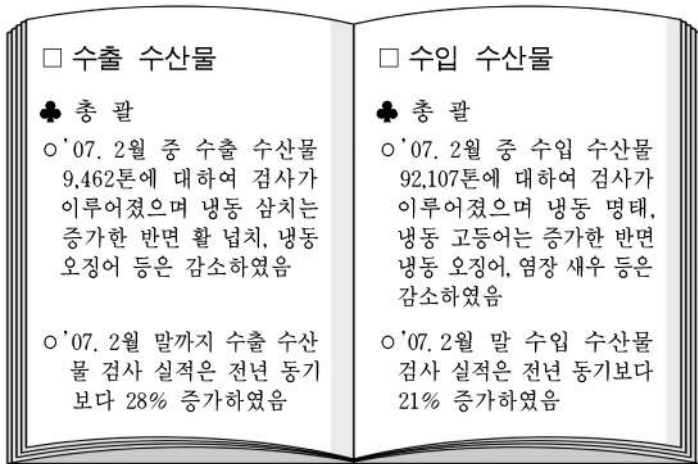 □ 수출 수산물
♣ 총 괄
○ '07. 2월 중 수출 수산물
9,462톤에 대하여 검사가
이루어졌으며 냉동 삼치는
증가한 반면 활 넙치, 냉동
오징어 등은 감소하였음
○ '07. 2월 말까지 수출 수산
물 검사 실적은 전년 동기
보다 28% 증가하였음
□ 수입 수산물
♣ 총 괄
○ '07. 2월 중 수입 수산물
92,107톤에 대하여 검사가
이루어졌으며 냉동 명태,
냉동 고등어는 증가한 반면
냉동 오징어, 염장 새우 등은
감소하였음
○ '07. 2월 말 수입 수산물
검사 실적은 전년 동기보다
21% 증가하였음